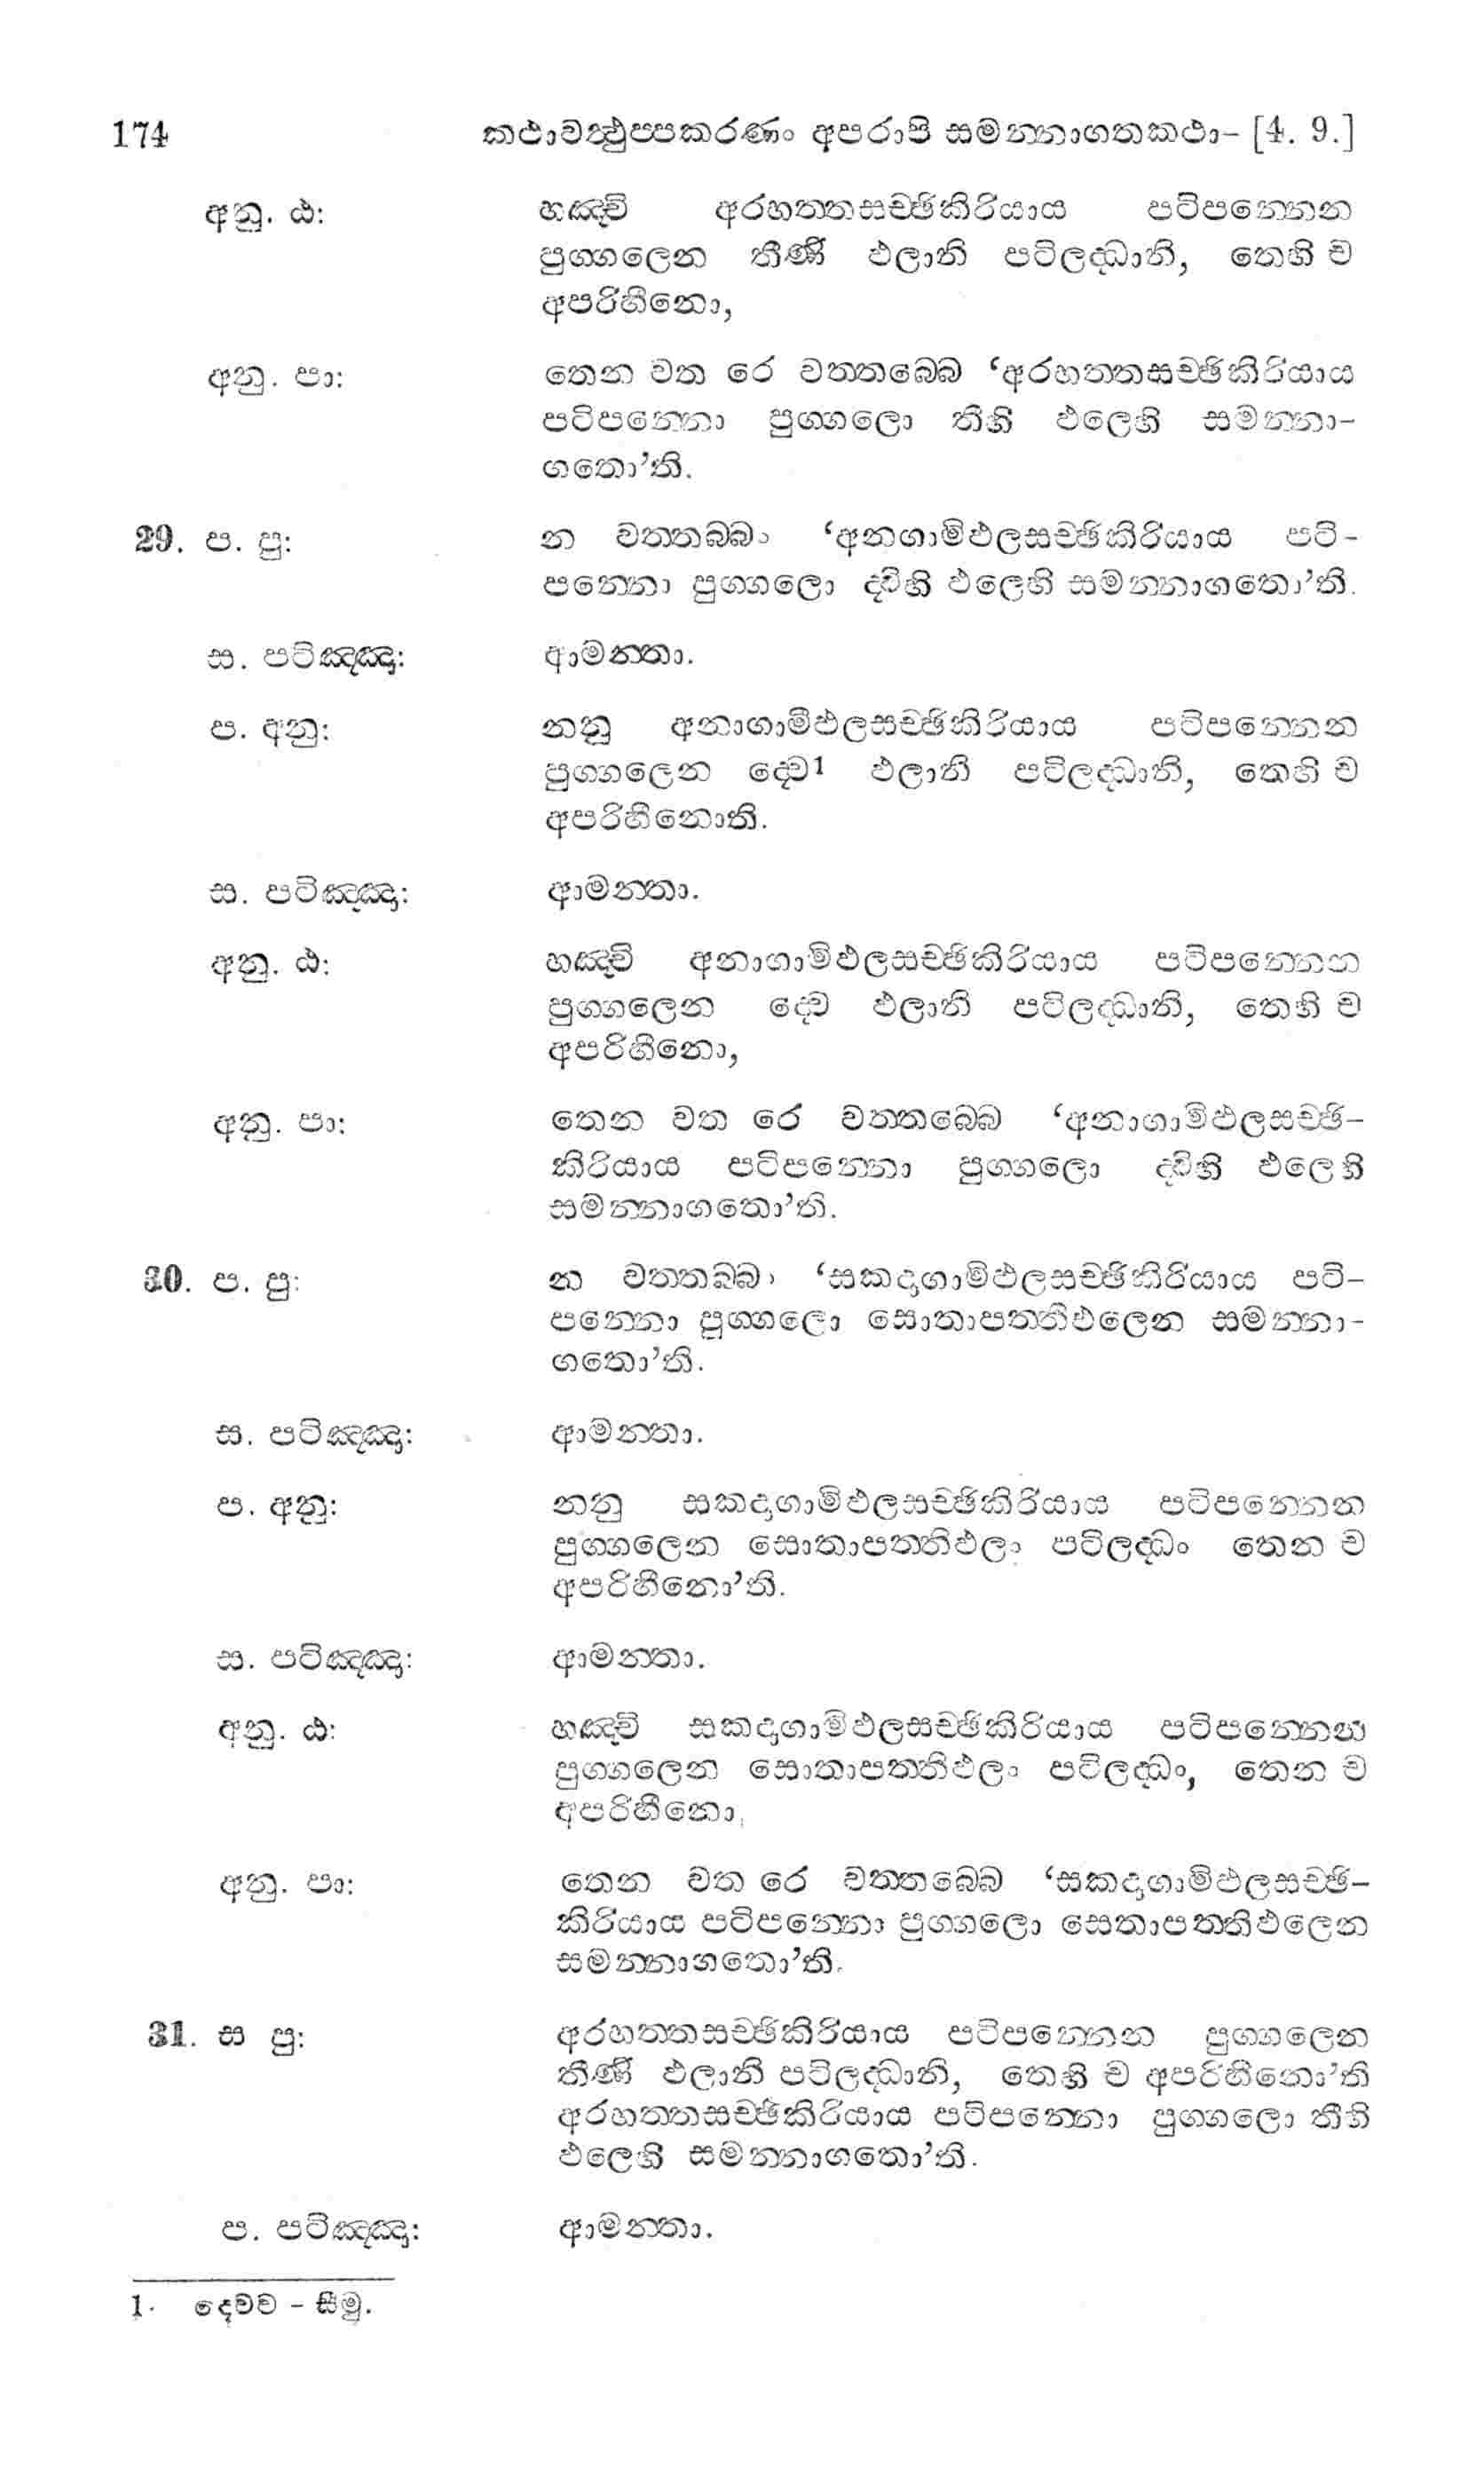 174 කථාවත්‍ථුප්පකරණං අපරාපි සමන්නාගතකථා- [4. 9.]
අනු. ඨ: හඤ්චි අරහත්තසච්ඡිකිරියාය පටිපන්නෙන
පුග්ගලෙන තීණි ඵලානි පටිලද්ධානි, තෙහි ච
අපරිහීනො,
අනු. පා: තෙන වත රෙ වත්තබ්බෙ ‘අරහත්තසච්ඡිකිරියාය
පටිපන්නො පුග්ගලො තීහි ඵලෙහි සමන්නා-
ගතො’ති.
29. ප. පු: න වත්තබ්බං ‘අනගාමිඵලසච්ඡිකිරියාය පටි-
පන්නො පුග්ගලො ද්විහි ඵලෙහි සමන්නාගතො’ති.
ස. පටිඤ්ඤා: ආමන්තා.
ප. අනු: නනු අනාගාමිඵලසච්ඡිකිරියාය පටිපන්නෙන
පුග්ගලෙන ද්වෙ1 ඵලානි පටිලද්ධානි, තෙහි ච
අපරිහීනොති.
ස. පටිඤ්ඤා: ආමන්තා.
අනු. ඨ: හඤ්චි අනාගාමිඵලසච්ඡිකිරියාය පටිපන්නෙන
පුග්ගලෙන ද්වෙ ඵලානි පටිලද්ධානි, තෙහි ච
අපරිහීනො,
අනු. පා: තෙන වත රෙ වත්තබ්බෙ ‘අනාගාමිඵලසච්ඡි-
කිරියාය පටිපන්නො පුග්ගලො ද්විහි ඵලෙහි
සමන්නාගතො’ති.
30. ප. පු: න වත්තබ්බං ‘සකදාගාමිඵලසච්ඡිකිරියාය පටි-
පන්නො පුග්ගලො සොතාපත්තිඵලෙන සමන්නා-
ගතො’ති.
ස. පටිඤ්ඤා: ආමන්තා.
ප. අනු: නනු සකදාගාමිඵලසච්ඡිකිරියාය පටිපන්නෙන
පුග්ගලෙන සොතාපත්තිඵලං පටිලද්ධං තෙන ච
අපරිහීනො’ති.
ස. පටිඤ්ඤා: ආමන්තා.
අනු. ඨ: හඤ්චි සකදාගාමිඵලසච්ඡිකිරියාය පටිපන්නෙන
පුග්ගලෙන සොතාපත්තිඵලං පටිලද්ධං, තෙන ච
අපරිහීනො,
අනු. පා: තෙන වත රෙ වත්තබ්බෙ ‘සකදාගාමිඵලසච්ඡි-
කිරියාය පටිපන්නො පුග්ගලො සෙතාපත්තිඵලෙන
සමන්නාගතො’ති.
31. ස පු: අරහත්තසච්ඡිකිරියාය පටිපන්නෙන පුග්ගලෙන
තීණි ඵලානි පටිලද්ධානි, තෙහි ච අපරිහීනො’ති
අරහත්තසච්ඡිකිරියාය පටිපන්නො පුග්ගලො තීහි
ඵලෙහි සමන්නාගතො’ති.
ප. පටිඤ්ඤා: ආමන්තා.
1. දෙව්ව - සීමු.